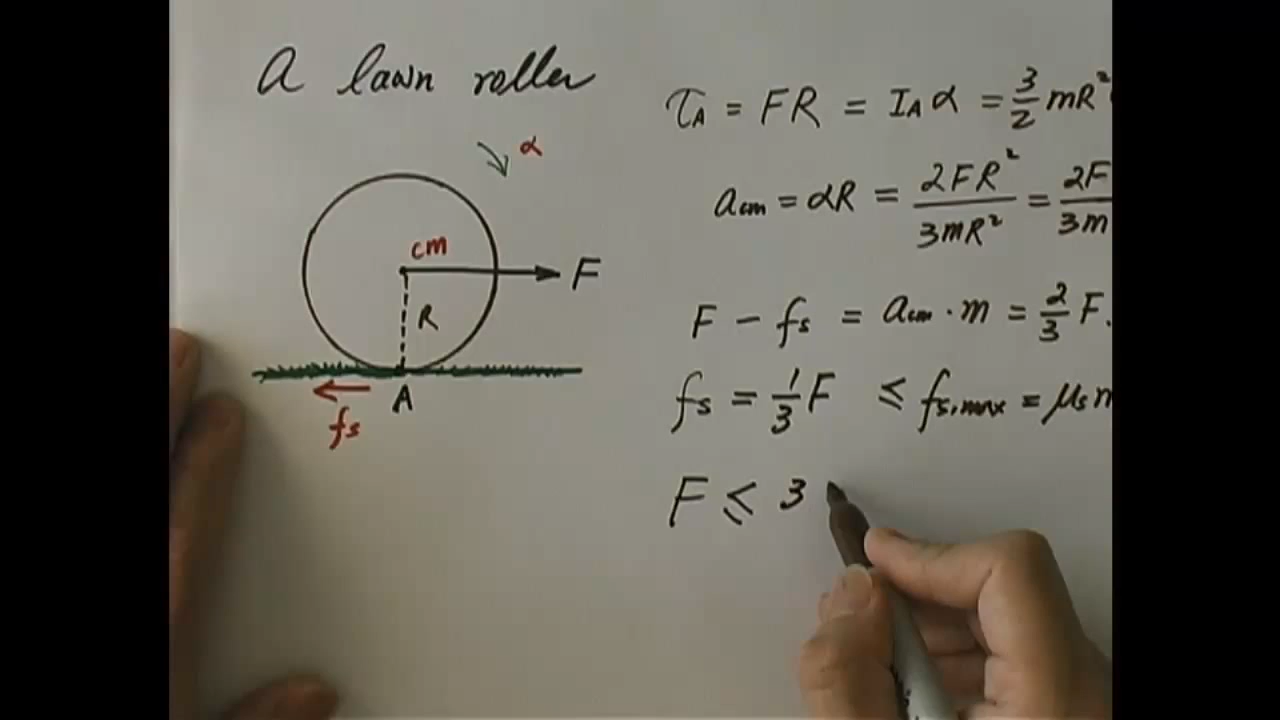 A lawn roller
α
cm
F
R
A
fs
τA = FR = IAα = 3/2 mR²
acm = αR = 2FR²/3mR² = 2F/3m
F - fs = acm · m = 2/3 F.
fs = 1/3 F ≤ fs,max = μs m
F ≤ 3